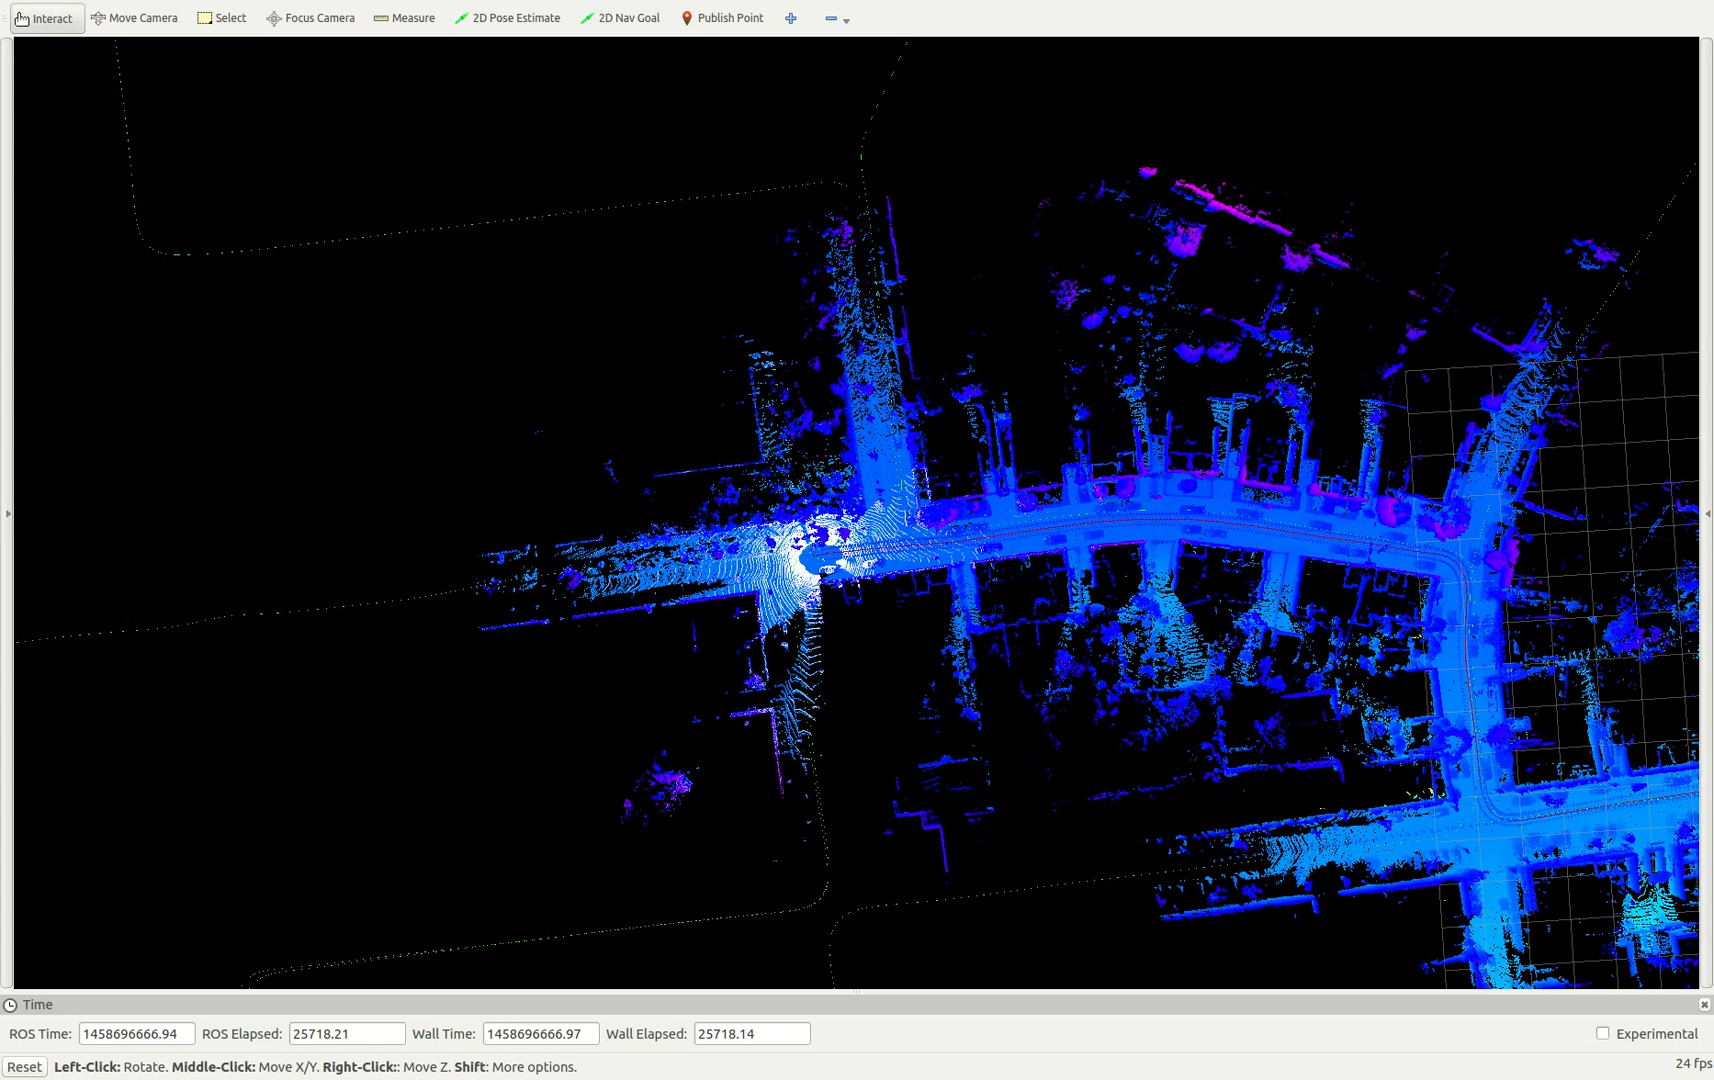 Interact Move Camera Select Focus Camera Measure 2D Pose Estimate 2D Nav Goal Publish Point
Time
ROS Time: 1458696666.94 ROS Elapsed: 25718.21 Wall Time: 1458696666.97 Wall Elapsed: 25718.14 Experimental
Reset Left-Click: Rotate. Middle-Click: Move X/Y. Right-Click:: Move Z. Shift: More options. 24 fps